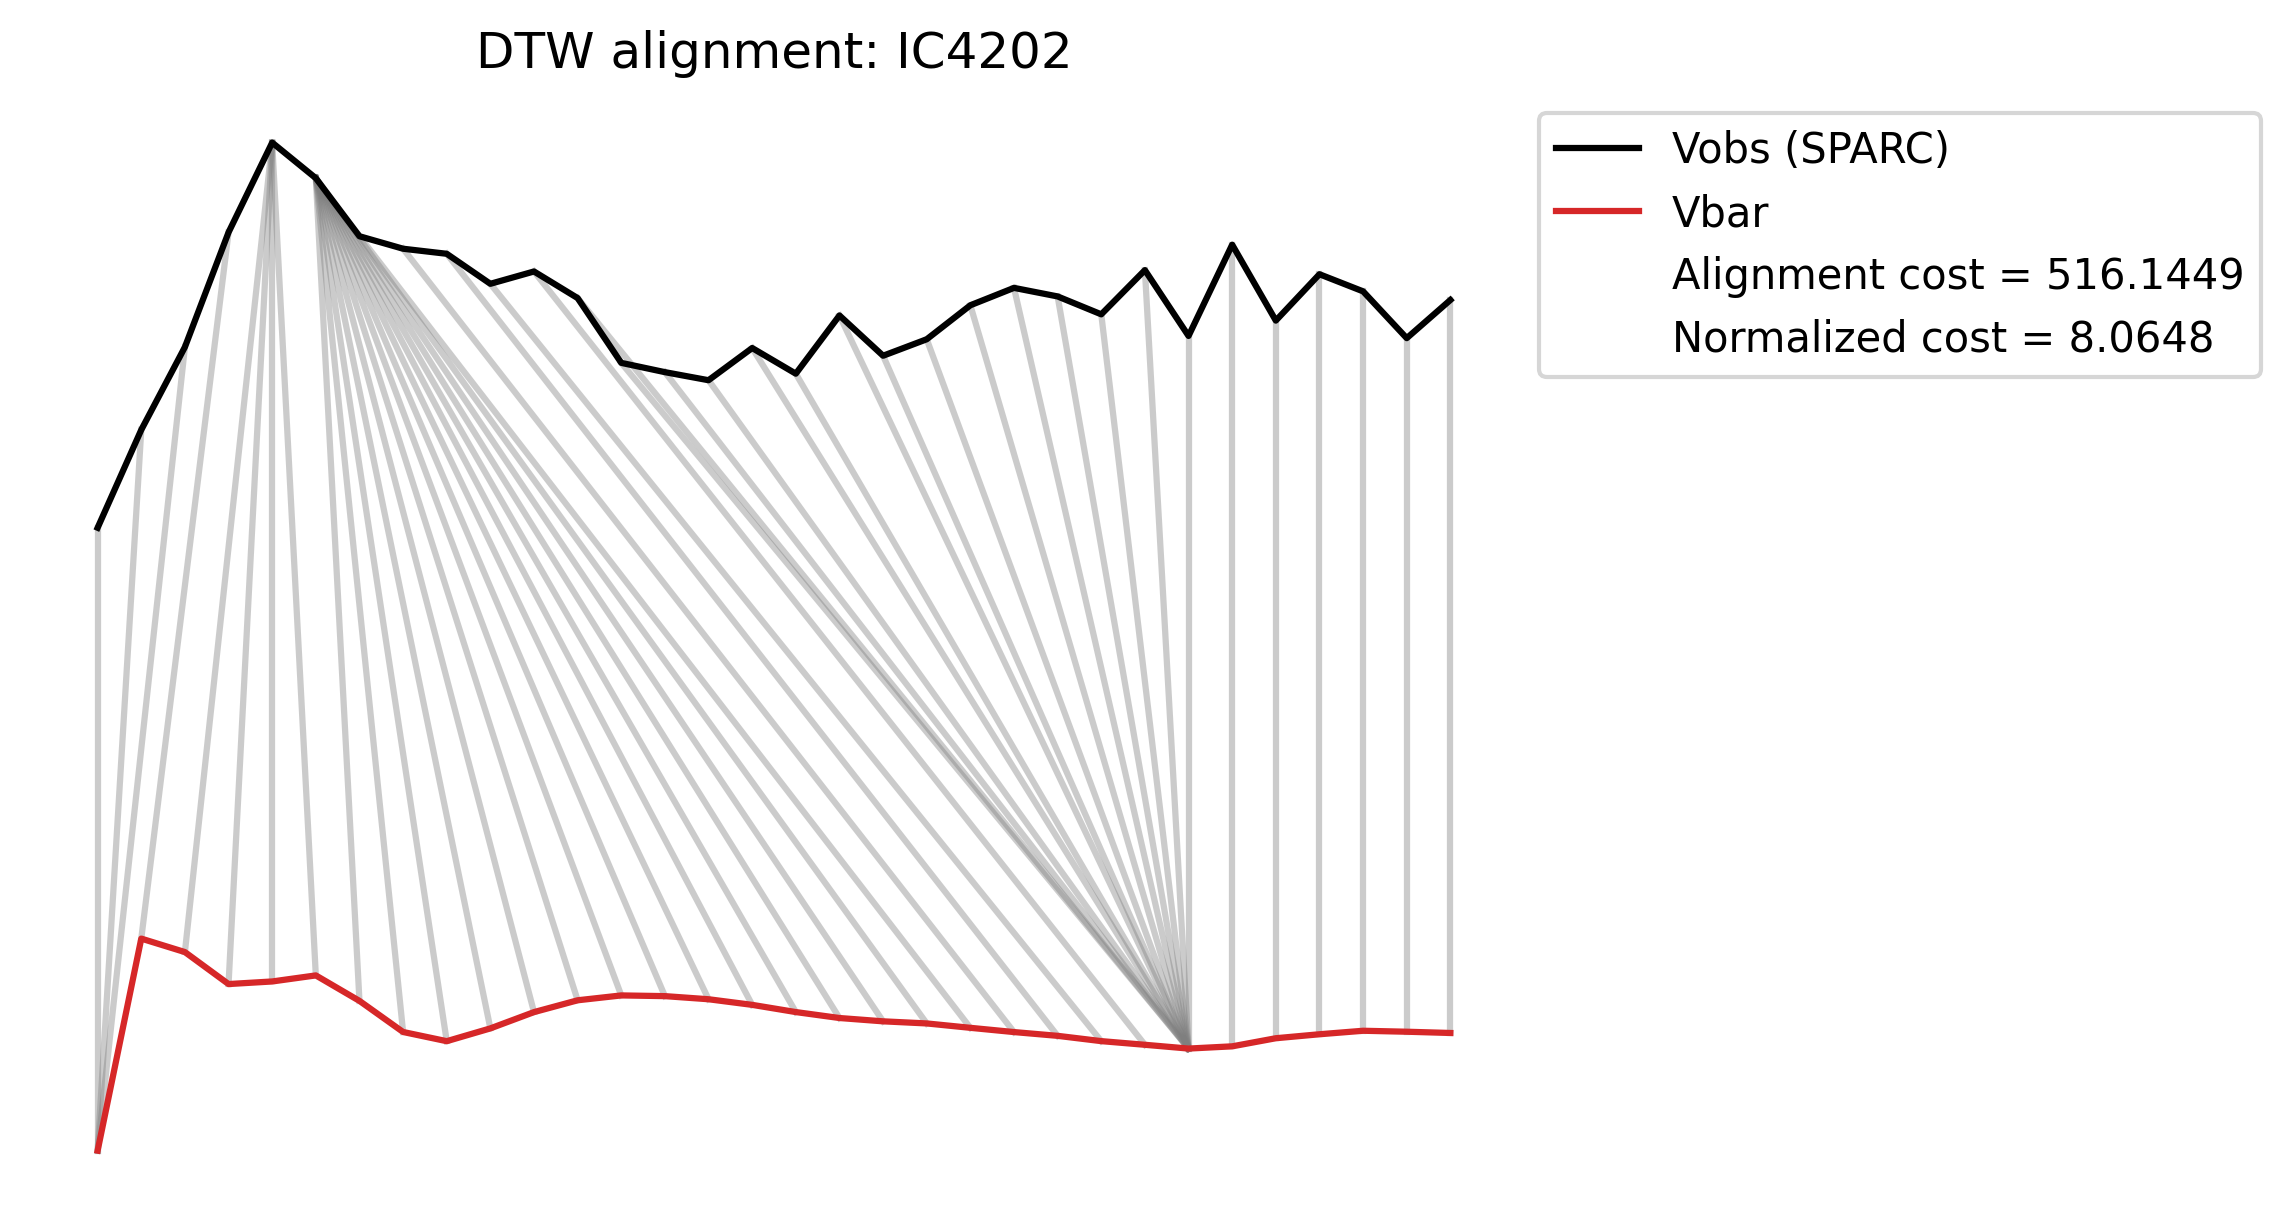 DTW alignment: IC4202
Vobs (SPARC)
Vbar
Alignment cost = 516.1449
Normalized cost = 8.0648